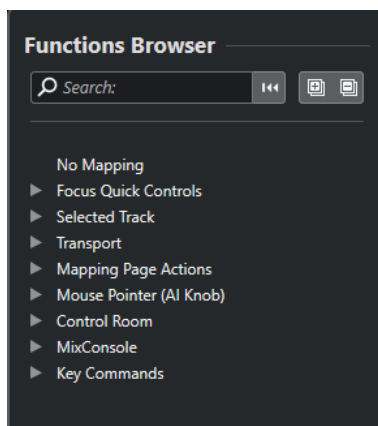 Functions Browser
Search:
No Mapping
Focus Quick Controls
Selected Track
Transport
Mapping Page Actions
Mouse Pointer (AI Knob)
Control Room
MixConsole
Key Commands